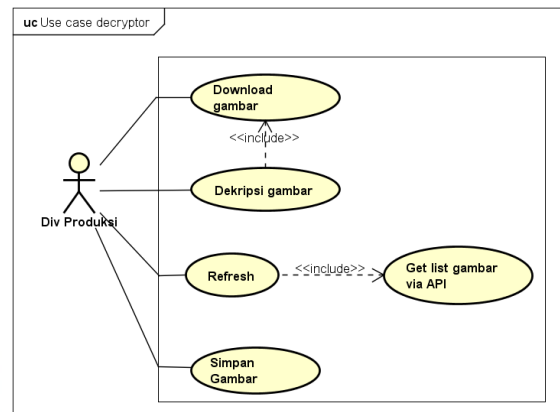 uc Use case decryptor
Download
gambar
<<include>>
Dekripsi gambar
Div Produksi
Refresh
<<include>>
Get list gambar
via API
Simpan
Gambar